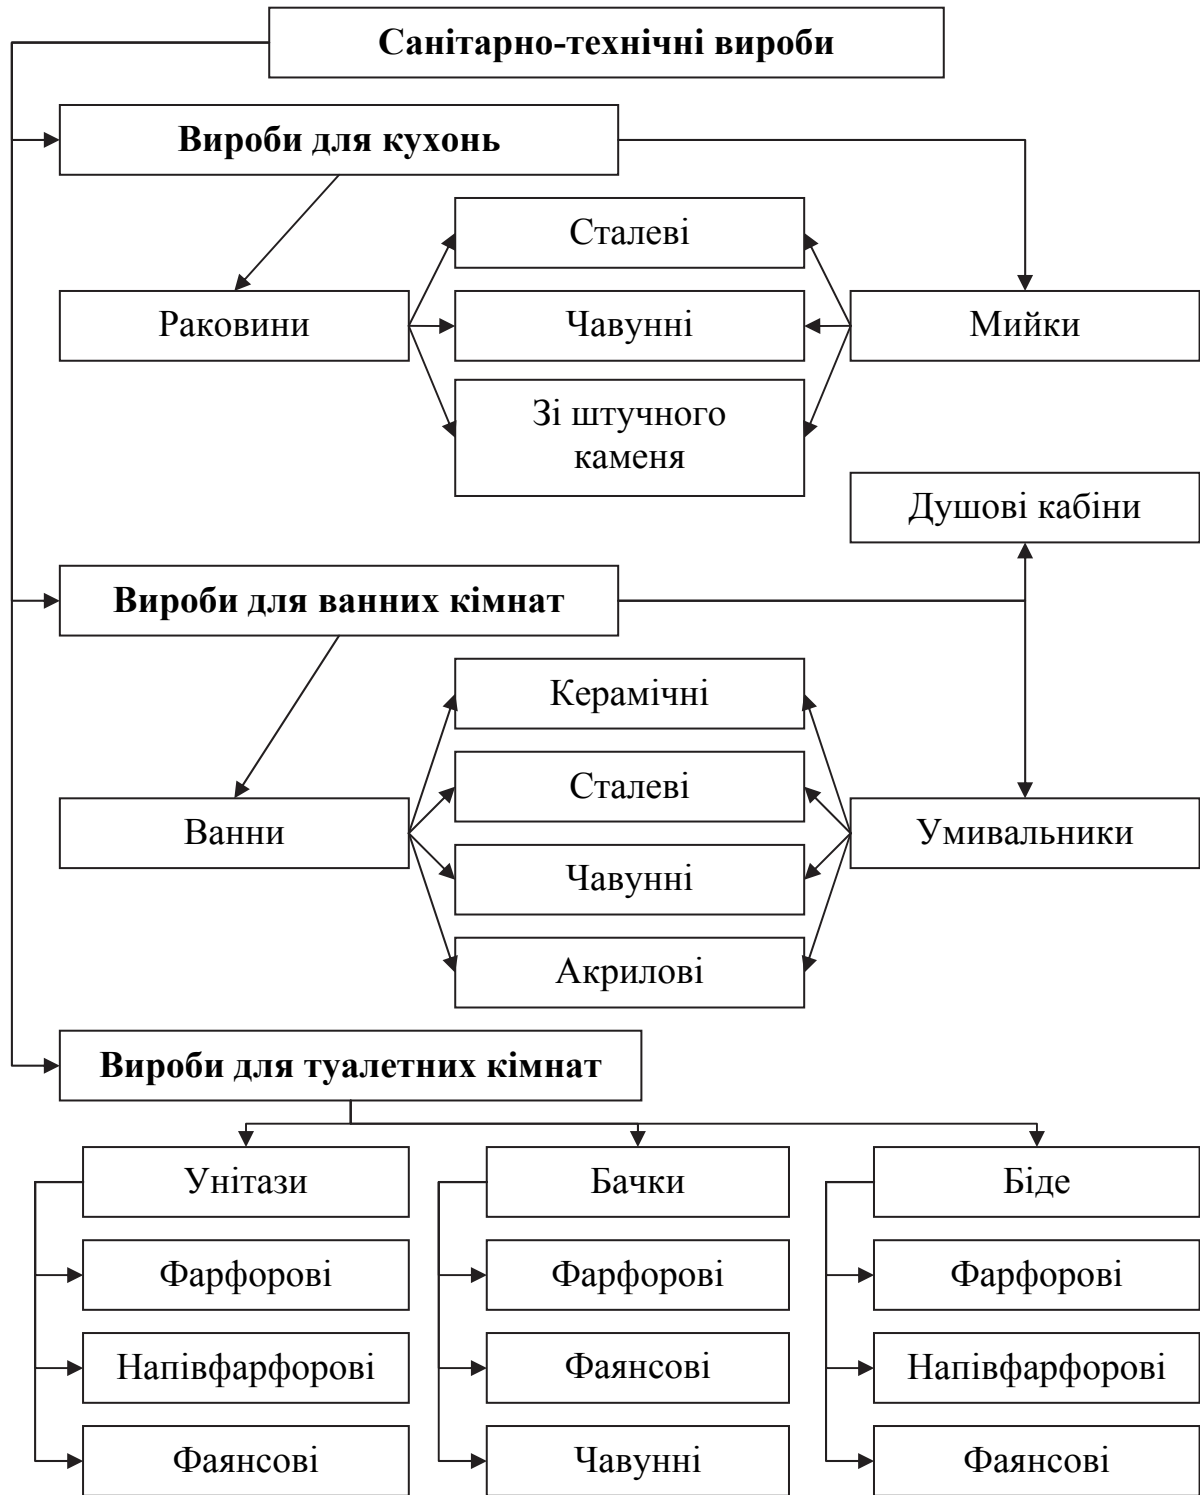 Санітарно-технічні вироби
Вироби для кухонь
Сталеві
Раковини
Чавунні
Мийки
Зі штучного
каменя
Душові кабіни
Вироби для ванних кімнат
Керамічні
Сталеві
Ванни
Умивальники
Чавунні
Акрилові
Вироби для туалетних кімнат
Унітази
Бачки
Біде
Фарфорові
Фарфорові
Фарфорові
Напівфарфорові
Фаянсові
Напівфарфорові
Фаянсові
Чавунні
Фаянсові